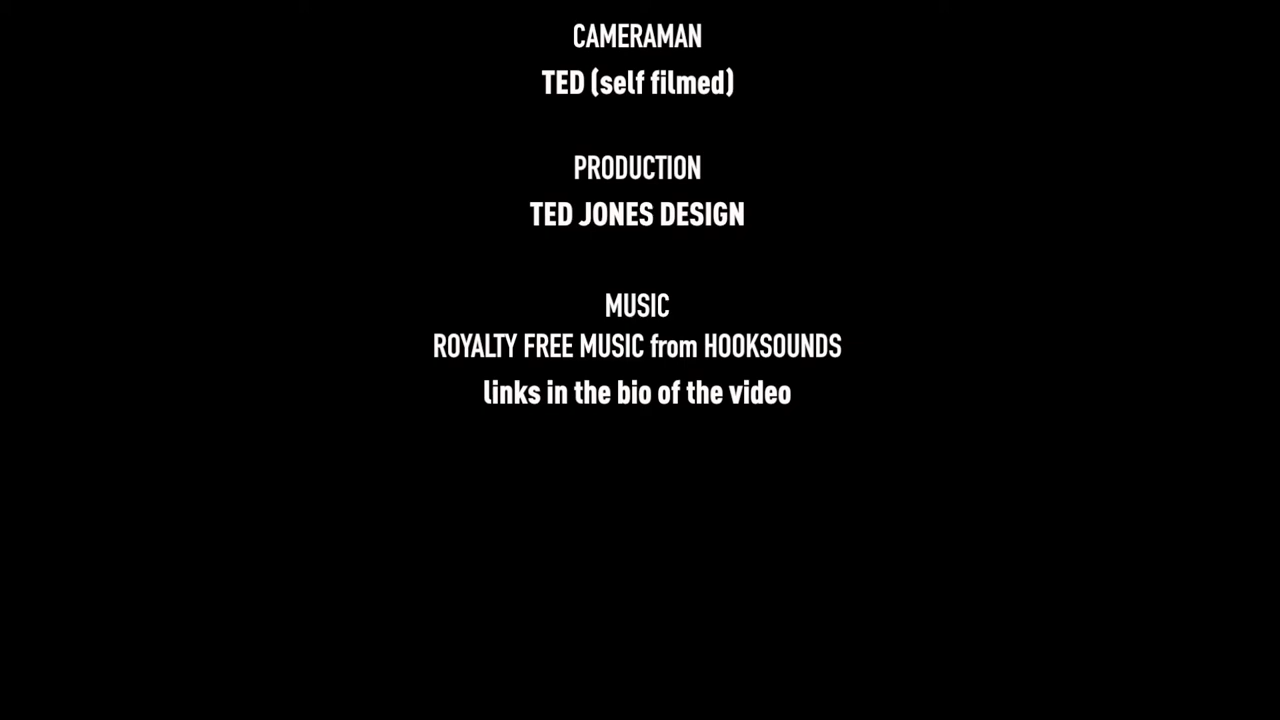 CAMERAMAN
TED (self filmed)
PRODUCTION
TED JONES DESIGN
MUSIC
ROYALTY FREE MUSIC from HOOKSOUNDS
links in the bio of the video